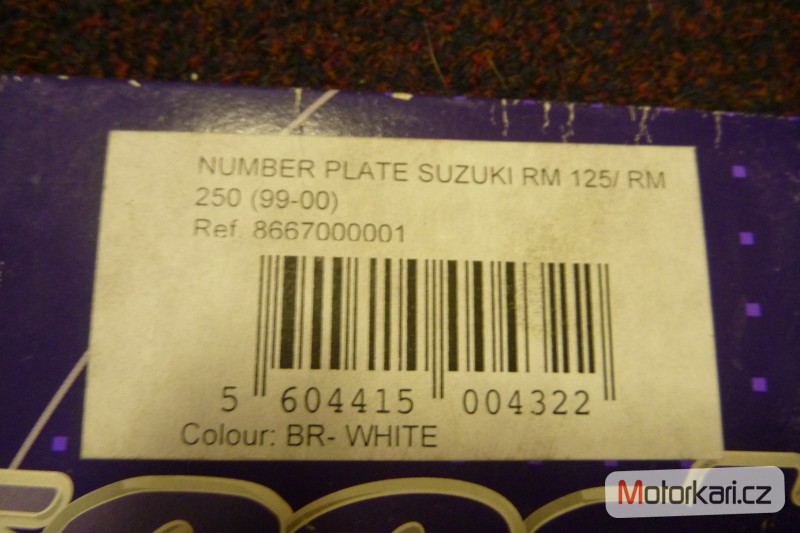 NUMBER PLATE SUZUKI RM 125/ RM
250 (99-00)
Ref. 8667000001
5 604415 004322
Colour: BR- WHITE
Motorkari.cz